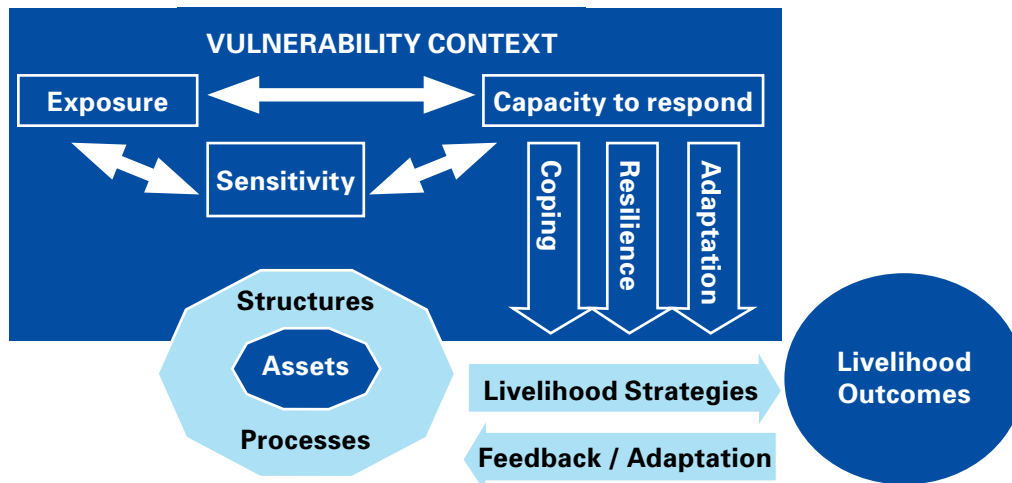 VULNERABILITY CONTEXT
Exposure
Capacity to respond
Sensitivity
Coping
Resilience
Adaptation
Structures
Assets
Processes
Livelihood Strategies
Feedback / Adaptation
Livelihood
Outcomes